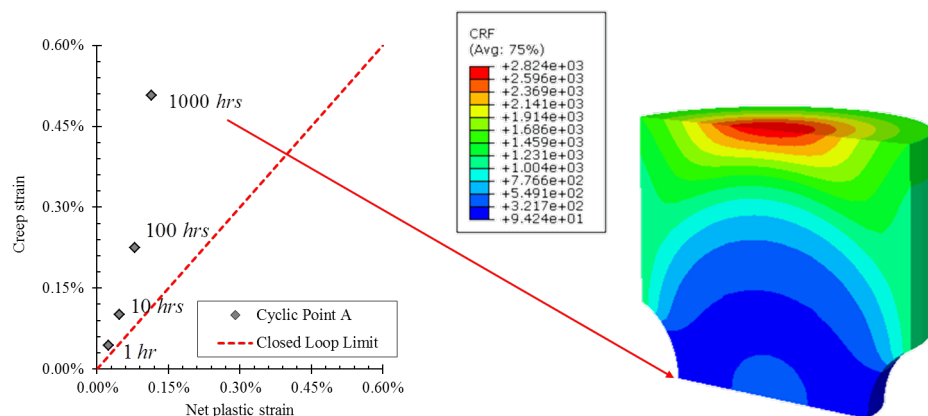 0.60%
0.45%
0.30%
0.15%
0.00%
Creep strain
1000 hrs
100 hrs
10 hrs
1 hr
Cyclic Point A
Closed Loop Limit
0.00% 0.15% 0.30% 0.45% 0.60%
Net plastic strain
CRF
(Avg: 75%)
+2.824e+03
+2.596e+03
+2.369e+03
+2.141e+03
+1.914e+03
+1.686e+03
+1.459e+03
+1.231e+03
+1.004e+03
+7.766e+02
+5.491e+02
+3.217e+02
+9.424e+01